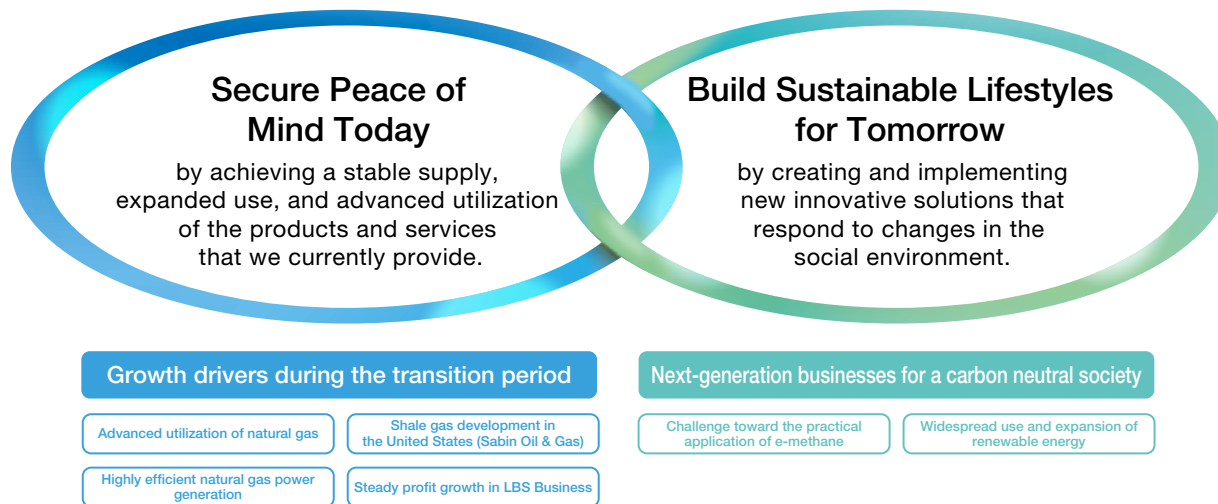 Secure Peace of
Mind Today
by achieving a stable supply,
expanded use, and advanced utilization
of the products and services
that we currently provide.
Build Sustainable Lifestyles
for Tomorrow
by creating and implementing
new innovative solutions that
respond to changes in the
social environment.
Growth drivers during the transition period
Advanced utilization of natural gas
Shale gas development in
the United States (Sabin Oil & Gas)
Highly efficient natural gas power
generation
Steady profit growth in LBS Business
Next-generation businesses for a carbon neutral society
Challenge toward the practical
application of e-methane
Widespread use and expansion of
renewable energy